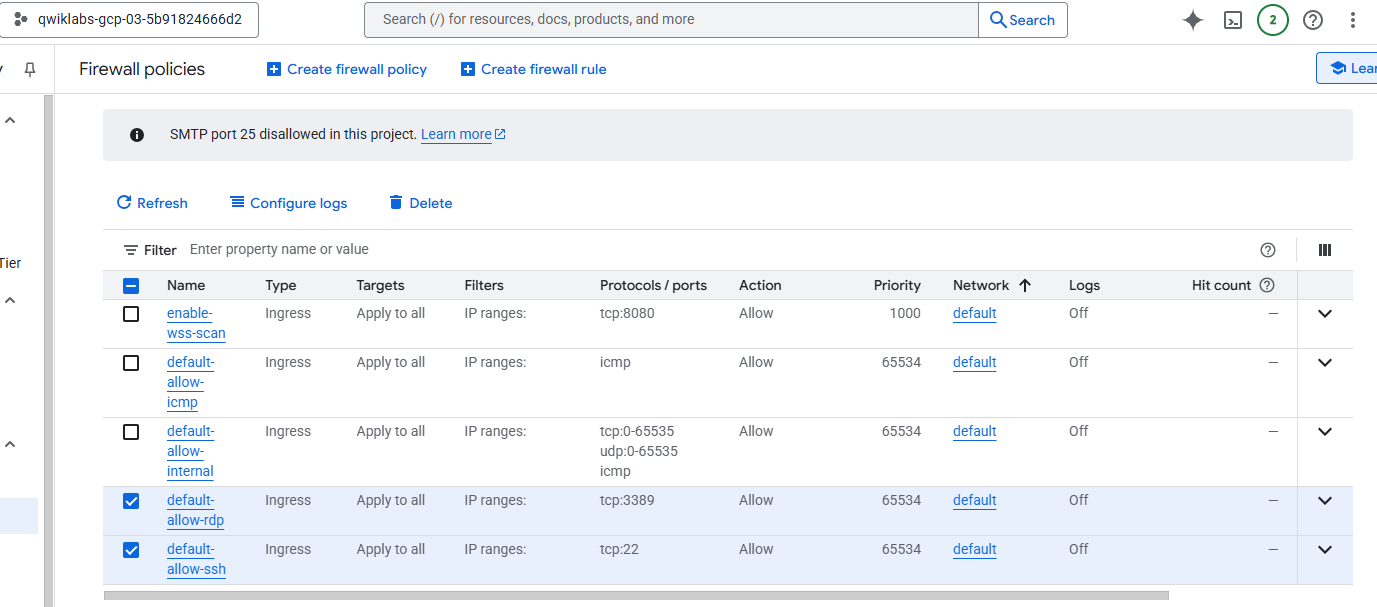 qwiklabs-gcp-03-5b91824666d2
Search (/) for resources, docs, products, and more
Search
2
Firewall policies
Create firewall policy
Create firewall rule
SMTP port 25 disallowed in this project. Learn more
Refresh
Configure logs
Delete
Filter Enter property name or value
Tier
Name Type Targets Filters Protocols / ports Action Priority Network Logs Hit count
enable-
wss-scan
Ingress Apply to all IP ranges: tcp:8080 Allow 1000 default Off —
default-
allow-
icmp
Ingress Apply to all IP ranges: icmp Allow 65534 default Off —
default-
allow-
internal
Ingress Apply to all IP ranges:
tcp:0-65535
udp:0-65535
icmp
Allow 65534 default Off —
default-
allow-rdp
Ingress Apply to all IP ranges: tcp:3389 Allow 65534 default Off —
default-
allow-ssh
Ingress Apply to all IP ranges: tcp:22 Allow 65534 default Off —